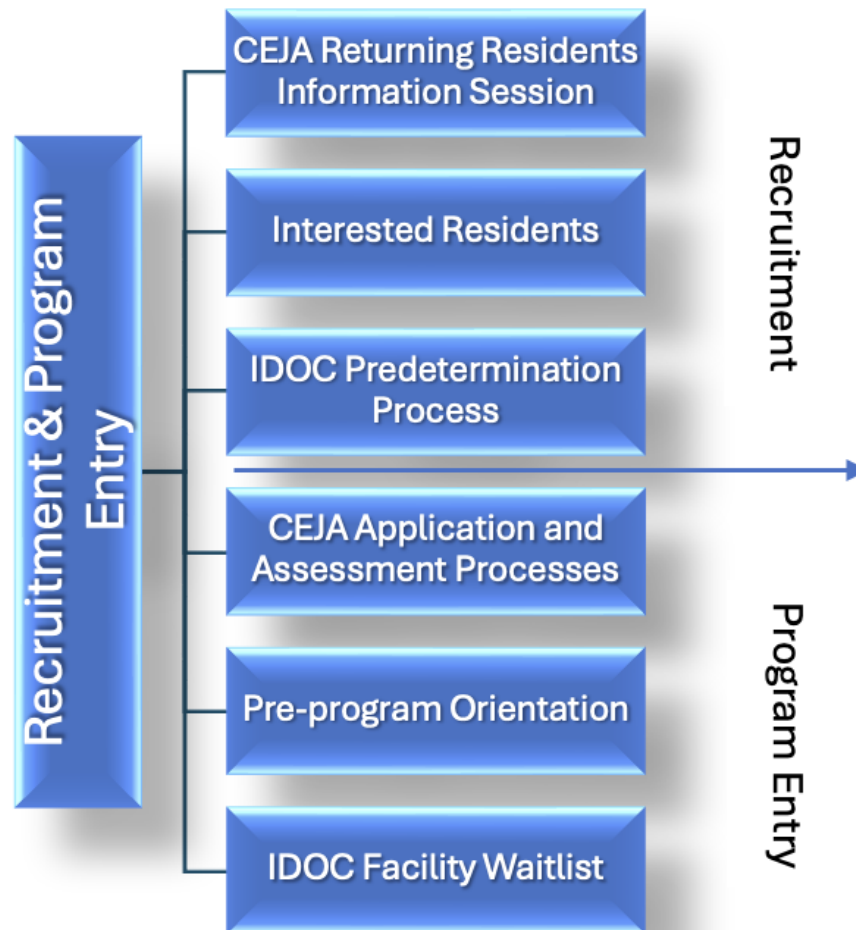 Recruitment & Program
Entry
CEJA Returning Residents
Information Session
Interested Residents
IDOC Predetermination
Process
CEJA Application and
Assessment Processes
Pre-program Orientation
IDOC Facility Waitlist
Recruitment
Program Entry